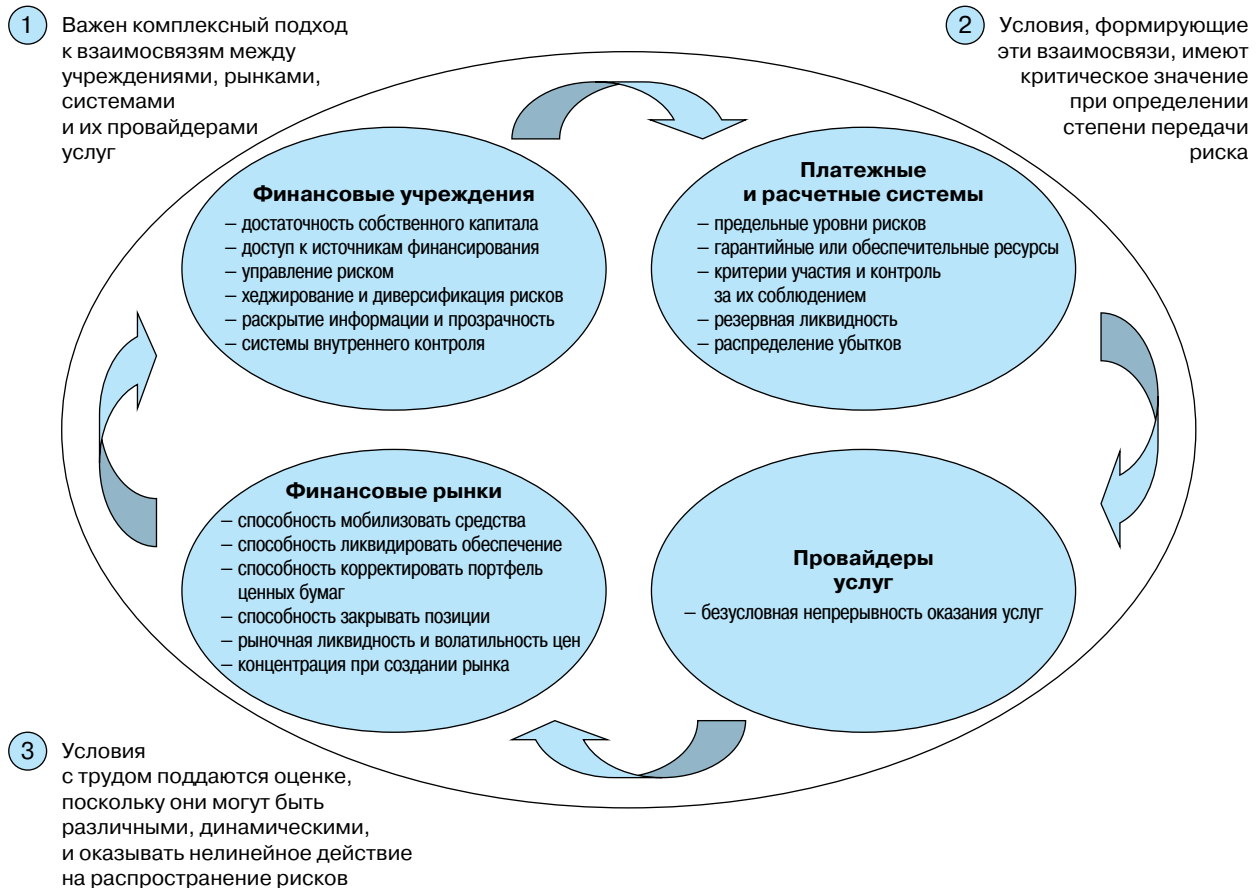 1
Важен комплексный подход
к взаимосвязям между
учреждениями, рынками,
системами
и их провайдерами
услуг
2
Условия, формирующие
эти взаимосвязи, имеют
критическое значение
при определении
степени передачи
риска
Финансовые учреждения
– достаточность собственного капитала
– доступ к источникам финансирования
– управление риском
– хеджирование и диверсификация рисков
– раскрытие информации и прозрачность
– системы внутреннего контроля
Платежные
и расчетные системы
– предельные уровни рисков
– гарантийные или обеспечительные ресурсы
– критерии участия и контроль
за их соблюдением
– резервная ликвидность
– распределение убытков
Финансовые рынки
– способность мобилизовать средства
– способность ликвидировать обеспечение
– способность корректировать портфель
ценных бумаг
– способность закрывать позиции
– рыночная ликвидность и волатильность цен
– концентрация при создании рынка
Провайдеры
услуг
– безусловная непрерывность оказания услуг
3
Условия
с трудом поддаются оценке,
поскольку они могут быть
различными, динамическими,
и оказывать нелинейное действие
на распространение рисков